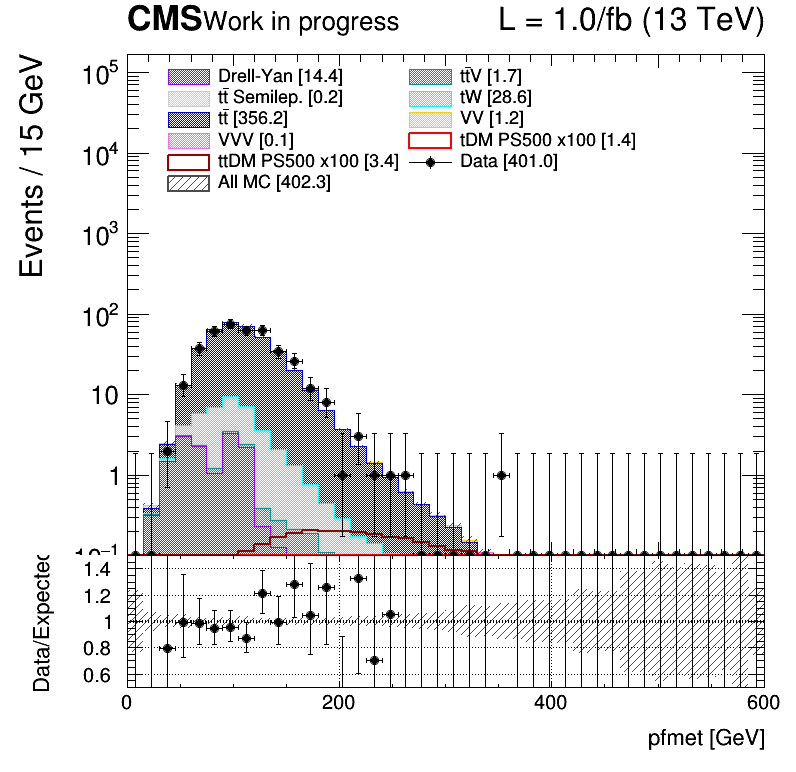 CMS Work in progress L = 1.0/fb (13 TeV)
Events / 15 GeV
10⁵
10⁴
10³
10²
10
1
10⁻¹
Drell-Yan [14.4]
tt̄ Semilep. [0.2]
tt̄ [356.2]
VVV [0.1]
ttDM PS500 x100 [3.4]
All MC [402.3]
tt̄V [1.7]
tW [28.6]
VV [1.2]
tDM PS500 x100 [1.4]
Data [401.0]
Data/Expected
1.4
1.2
1
0.8
0.6
0 200 400 600
pfmet [GeV]